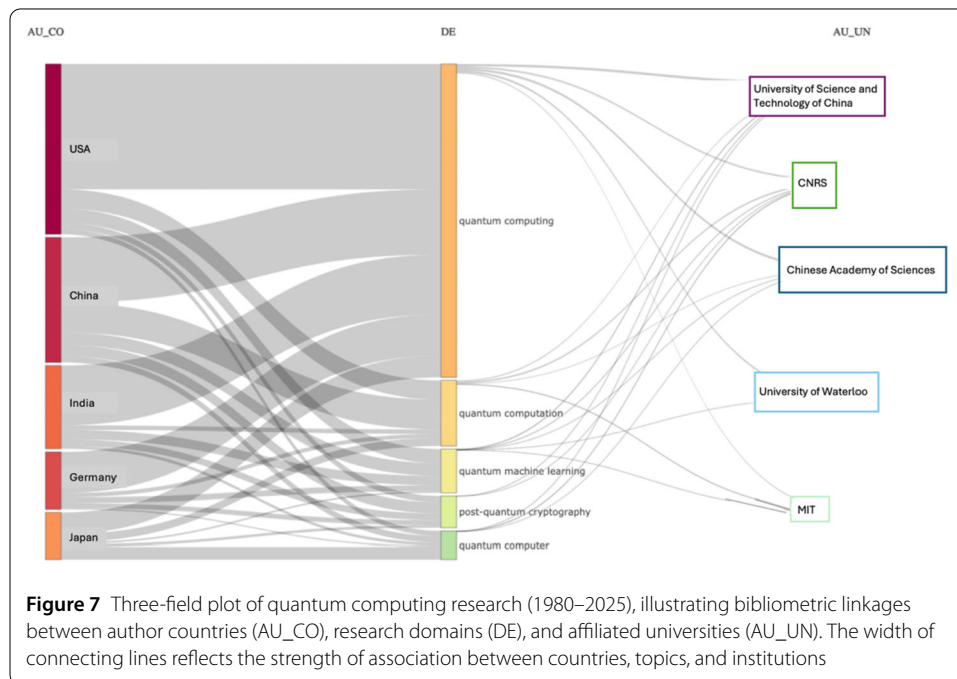 AU_CO DE AU_UN
USA
China
India
Germany
Japan
quantum computing
quantum computation
quantum machine learning
post-quantum cryptography
quantum computer
University of Science and
Technology of China
CNRS
Chinese Academy of Sciences
University of Waterloo
MIT
Figure 7 Three-field plot of quantum computing research (1980–2025), illustrating bibliometric linkages
between author countries (AU_CO), research domains (DE), and affiliated universities (AU_UN). The width of
connecting lines reflects the strength of association between countries, topics, and institutions